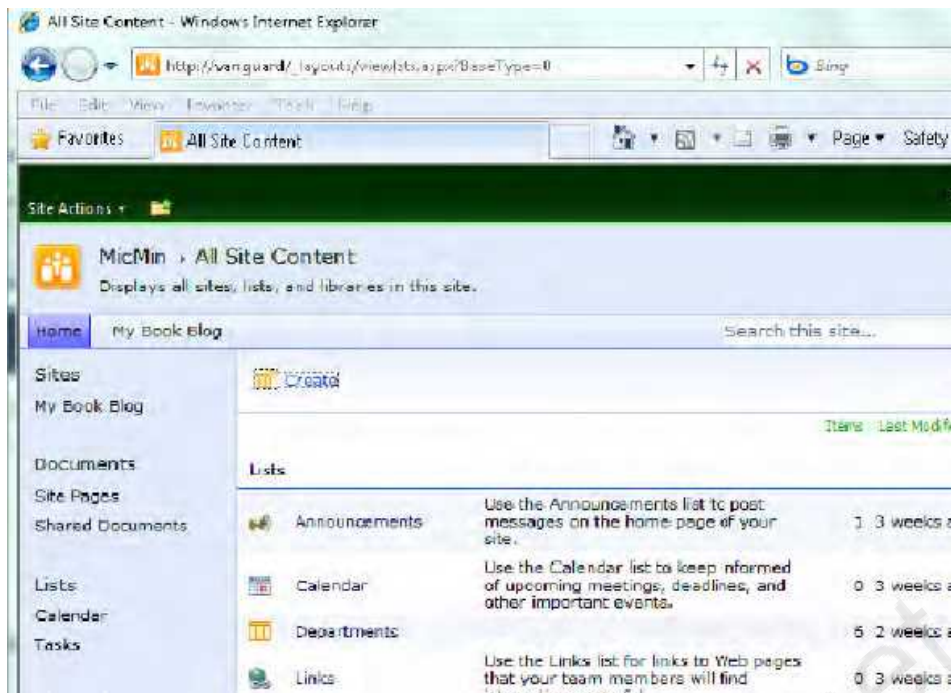 All Site Content - Windows Internet Explorer
http://vanguard/_layouts/viewlsts.aspx?BaseType=0
Bing
File Edit View Favorites Tools Help
Favorites All Site Content Page Safety
Site Actions
MicMin › All Site Content
Displays all sites, lists, and libraries in this site.
Home My Book Blog Search this site...
Sites
My Book Blog
Create
Items Last Modifi
Documents
Site Pages
Shared Documents
Lists
Calendar
Tasks
Lists
Announcements Use the Announcements list to post
messages on the home page of your
site.
1 3 weeks a
Calendar Use the Calendar list to keep informed
of upcoming meetings, deadlines, and
other important events.
0 3 weeks a
Departments 6 2 weeks a
Links Use the Links list for links to Web pages
that your team members will find
0 3 weeks a